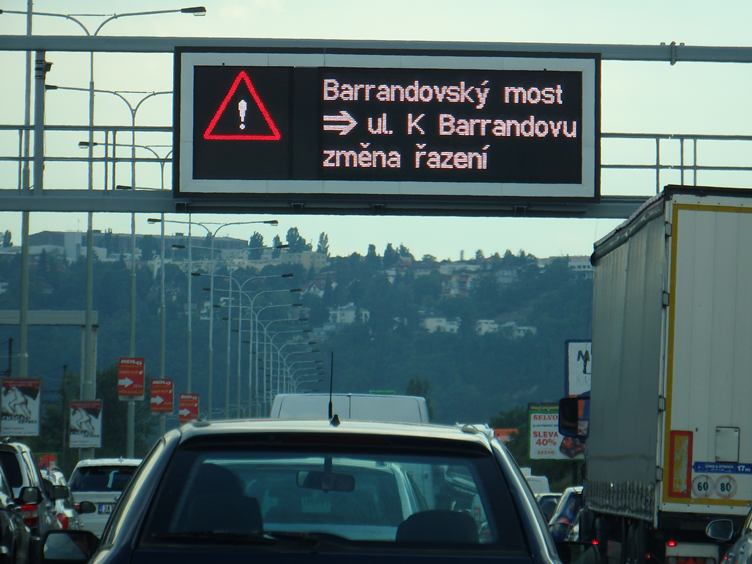 Barrandovský most
⇒ ul. K Barrandovu
změna řazení
SLEVA
40%
60 80